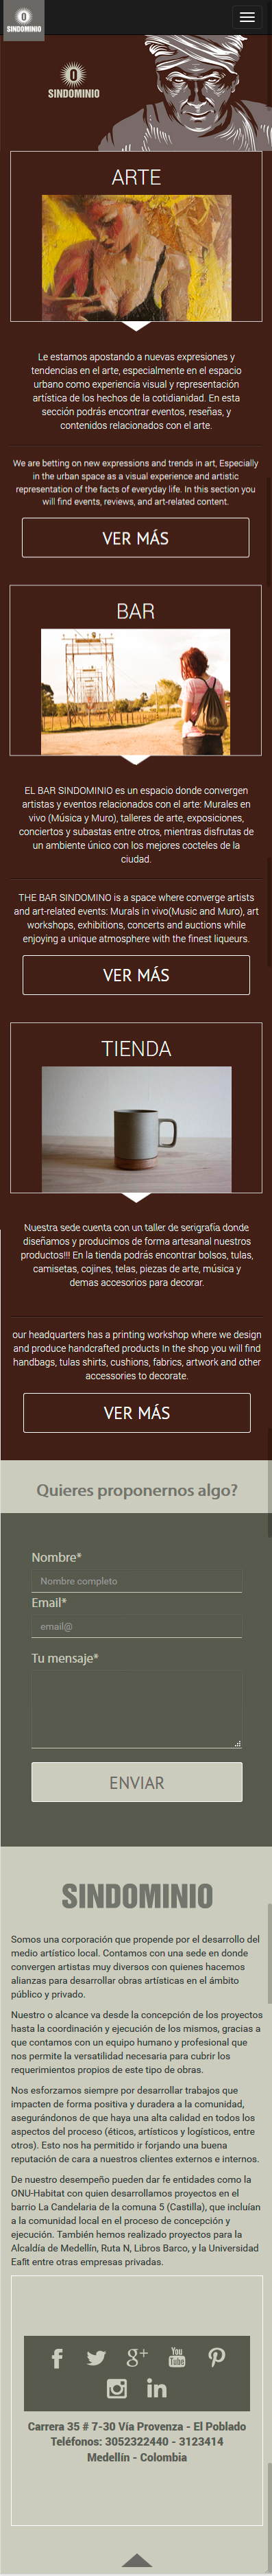 SINDOMINIO
SINDOMINIO
ARTE
Le estamos apostando a nuevas expresiones y
tendencias en el arte, especialmente en el espacio
urbano como experiencia visual y representación
artística de los hechos de la cotidianidad. En esta
sección podrás encontrar eventos, reseñas, y
contenidos relacionados con el arte.
We are betting on new expressions and trends in art, Especially
in the urban space as a visual experience and artistic
representation of the facts of everyday life. In this section you
will find events, reviews, and art-related content.
VER MÁS
BAR
EL BAR SINDOMINIO es un espacio donde convergen
artistas y eventos relacionados con el arte: Murales en
vivo (Música y Muro), talleres de arte, exposiciones,
conciertos y subastas entre otros, mientras disfrutas de
un ambiente único con los mejores cocteles de la
ciudad.
THE BAR SINDOMINO is a space where converge artists
and art-related events: Murals in vivo(Music and Muro), art
workshops, exhibitions, concerts and auctions while
enjoying a unique atmosphere with the finest liqueurs.
VER MÁS
TIENDA
Nuestra sede cuenta con un taller de serigrafía donde
diseñamos y producimos de forma artesanal nuestros
productos!!! En la tienda podrás encontrar bolsos, tulas,
camisetas, cojines, telas, piezas de arte, música y
demas accesorios para decorar.
our headquarters has a printing workshop where we design
and produce handcrafted products In the shop you will find
handbags, tulas shirts, cushions, fabrics, artwork and other
accessories to decorate.
VER MÁS
Quieres proponernos algo?
Nombre*
Nombre completo
Email*
email@
Tu mensaje*
ENVIAR
SINDOMINIO
Somos una corporación que propende por el desarrollo del
medio artístico local. Contamos con una sede en donde
convergen artistas muy diversos con quienes hacemos
alianzas para desarrollar obras artísticas en el ámbito
público y privado.
Nuestro o alcance va desde la concepción de los proyectos
hasta la coordinación y ejecución de los mismos, gracias a
que contamos con un equipo humano y profesional que
nos permite la versatilidad necesaria para cubrir los
requerimientos propios de este tipo de obras.
Nos esforzamos siempre por desarrollar trabajos que
impacten de forma positiva y duradera a la comunidad,
asegurándonos de que haya una alta calidad en todos los
aspectos del proceso (éticos, artísticos y logísticos, entre
otros). Esto nos ha permitido ir forjando una buena
reputación de cara a nuestros clientes externos e internos.
De nuestro desempeño pueden dar fe entidades como la
ONU-Habitat con quien desarrollamos proyectos en el
barrio La Candelaria de la comuna 5 (Castilla), que incluían
a la comunidad local en el proceso de concepción y
ejecución. También hemos realizado proyectos para la
Alcaldía de Medellín, Ruta N, Libros Barco, y la Universidad
Eafit entre otras empresas privadas.
You
Tube
Carrera 35 # 7-30 Vía Provenza - El Poblado
Teléfonos: 3052322440 - 3123414
Medellín - Colombia